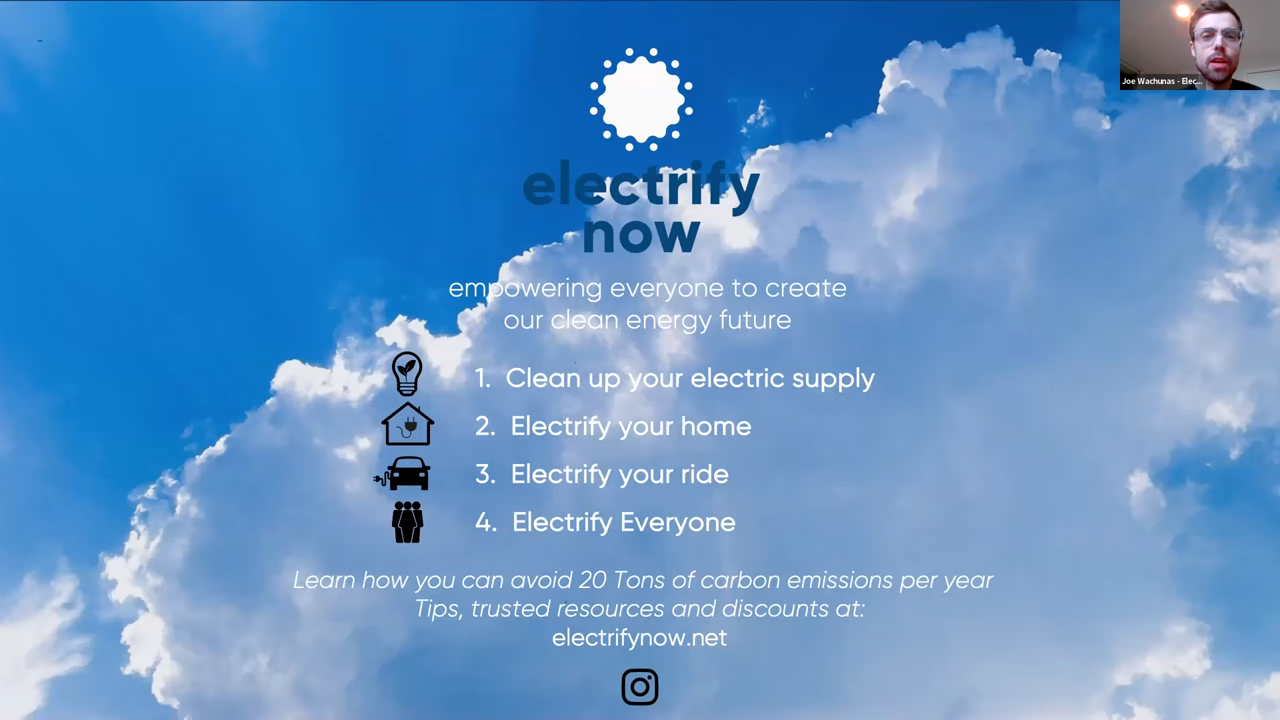 Joe Wachunas - Elec...
electrify
now
empowering everyone to create
our clean energy future
1. Clean up your electric supply
2. Electrify your home
3. Electrify your ride
4. Electrify Everyone
Learn how you can avoid 20 Tons of carbon emissions per year
Tips, trusted resources and discounts at:
electrifynow.net